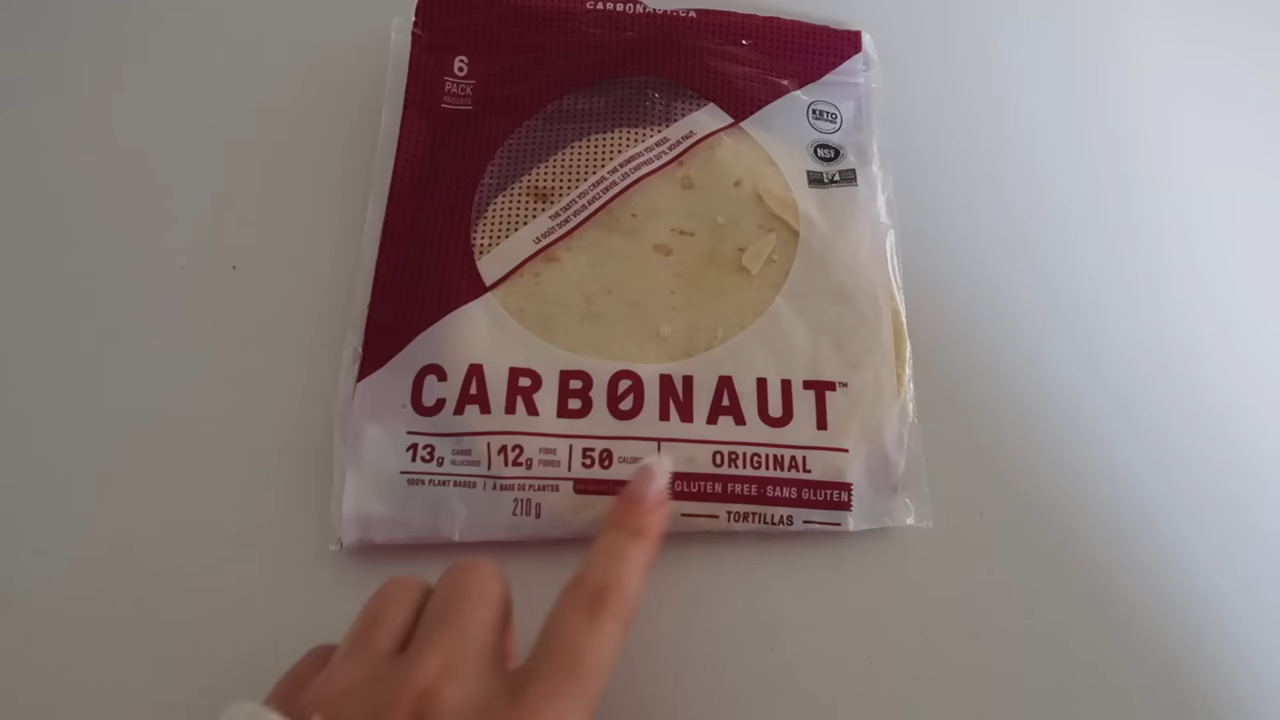 CARBONAUT.CA
6
PACK
PAQUETS
KETO
CERTIFIED
NSF
THE TASTE YOU CRAVE. THE NUMBERS YOU NEED.
LE GOÛT DONT VOUS AVEZ ENVIE. LES CHIFFRES QU'IL VOUS FAUT.
CARBONAUT™
13g CARBS GLUCIDES | 12g FIBRE FIBRES | 50
ORIGINAL
100% PLANT BASED | À BASE DE PLANTES
GLUTEN FREE · SANS GLUTEN
210 g
TORTILLAS